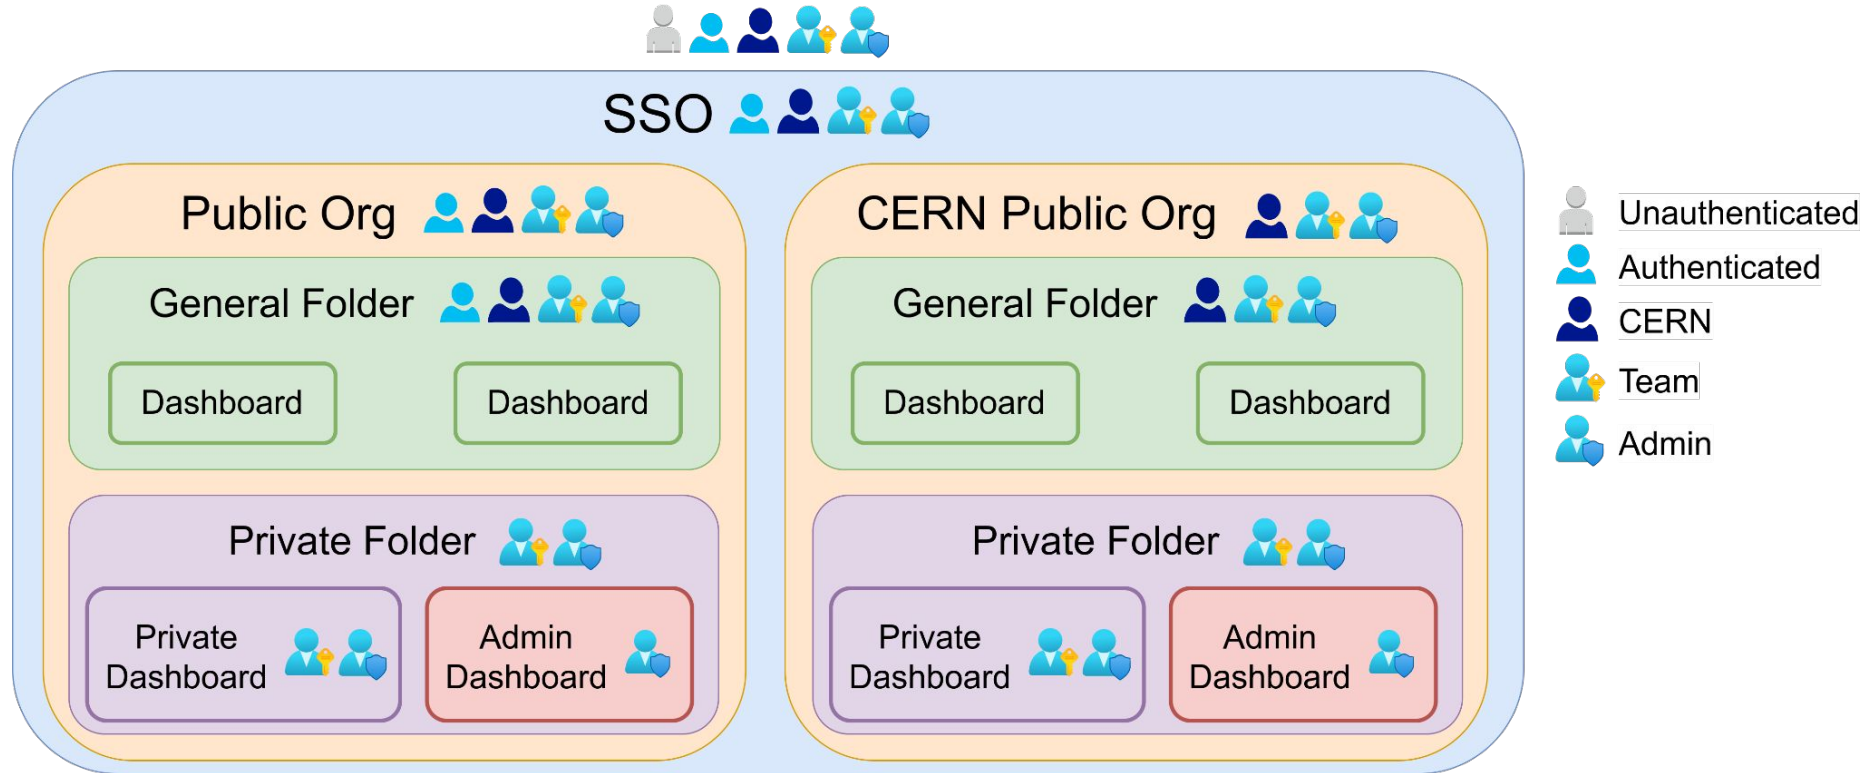 SSO
Public Org
General Folder
Dashboard
Dashboard
Private Folder
Private
Dashboard
Admin
Dashboard
CERN Public Org
General Folder
Dashboard
Dashboard
Private Folder
Private
Dashboard
Admin
Dashboard
Unauthenticated
Authenticated
CERN
Team
Admin